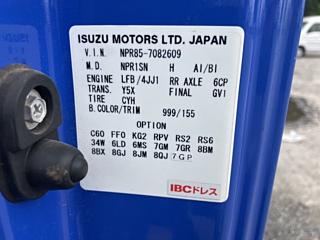 ISUZU MOTORS LTD. JAPAN
V.I.N. NPR85-7082609
M.D. NPR1SN H AI/BI
ENGINE LFB/4JJ1 RR AXLE 6CP
TRANS. Y5X FINAL GV1
TIRE CYH
B.COLOR/TRIM 999/155
OPTION
C60 FFO KG2 RPV RS2 RS6
34W 6LD 6MS 7GM 7GR 8BM
8BX 8GJ 8JM 8QJ 7GP
IBCドレス